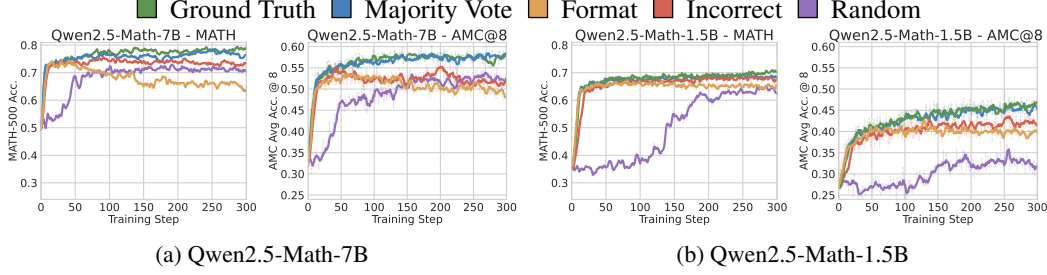 Ground Truth Majority Vote Format Incorrect Random
Qwen2.5-Math-7B - MATH
MATH-500 Acc.
0.8
0.7
0.6
0.5
0.4
0.3
0 50 100 150 200 250 300
Training Step
Qwen2.5-Math-7B - AMC@8
AMC Avg Acc. @ 8
0.60
0.55
0.50
0.45
0.40
0.35
0.30
0.25
0 50 100 150 200 250 300
Training Step
(a) Qwen2.5-Math-7B
Qwen2.5-Math-1.5B - MATH
MATH-500 Acc.
0.8
0.7
0.6
0.5
0.4
0.3
0 50 100 150 200 250 300
Training Step
Qwen2.5-Math-1.5B - AMC@8
AMC Avg Acc. @ 8
0.60
0.55
0.50
0.45
0.40
0.35
0.30
0.25
0 50 100 150 200 250 300
Training Step
(b) Qwen2.5-Math-1.5B